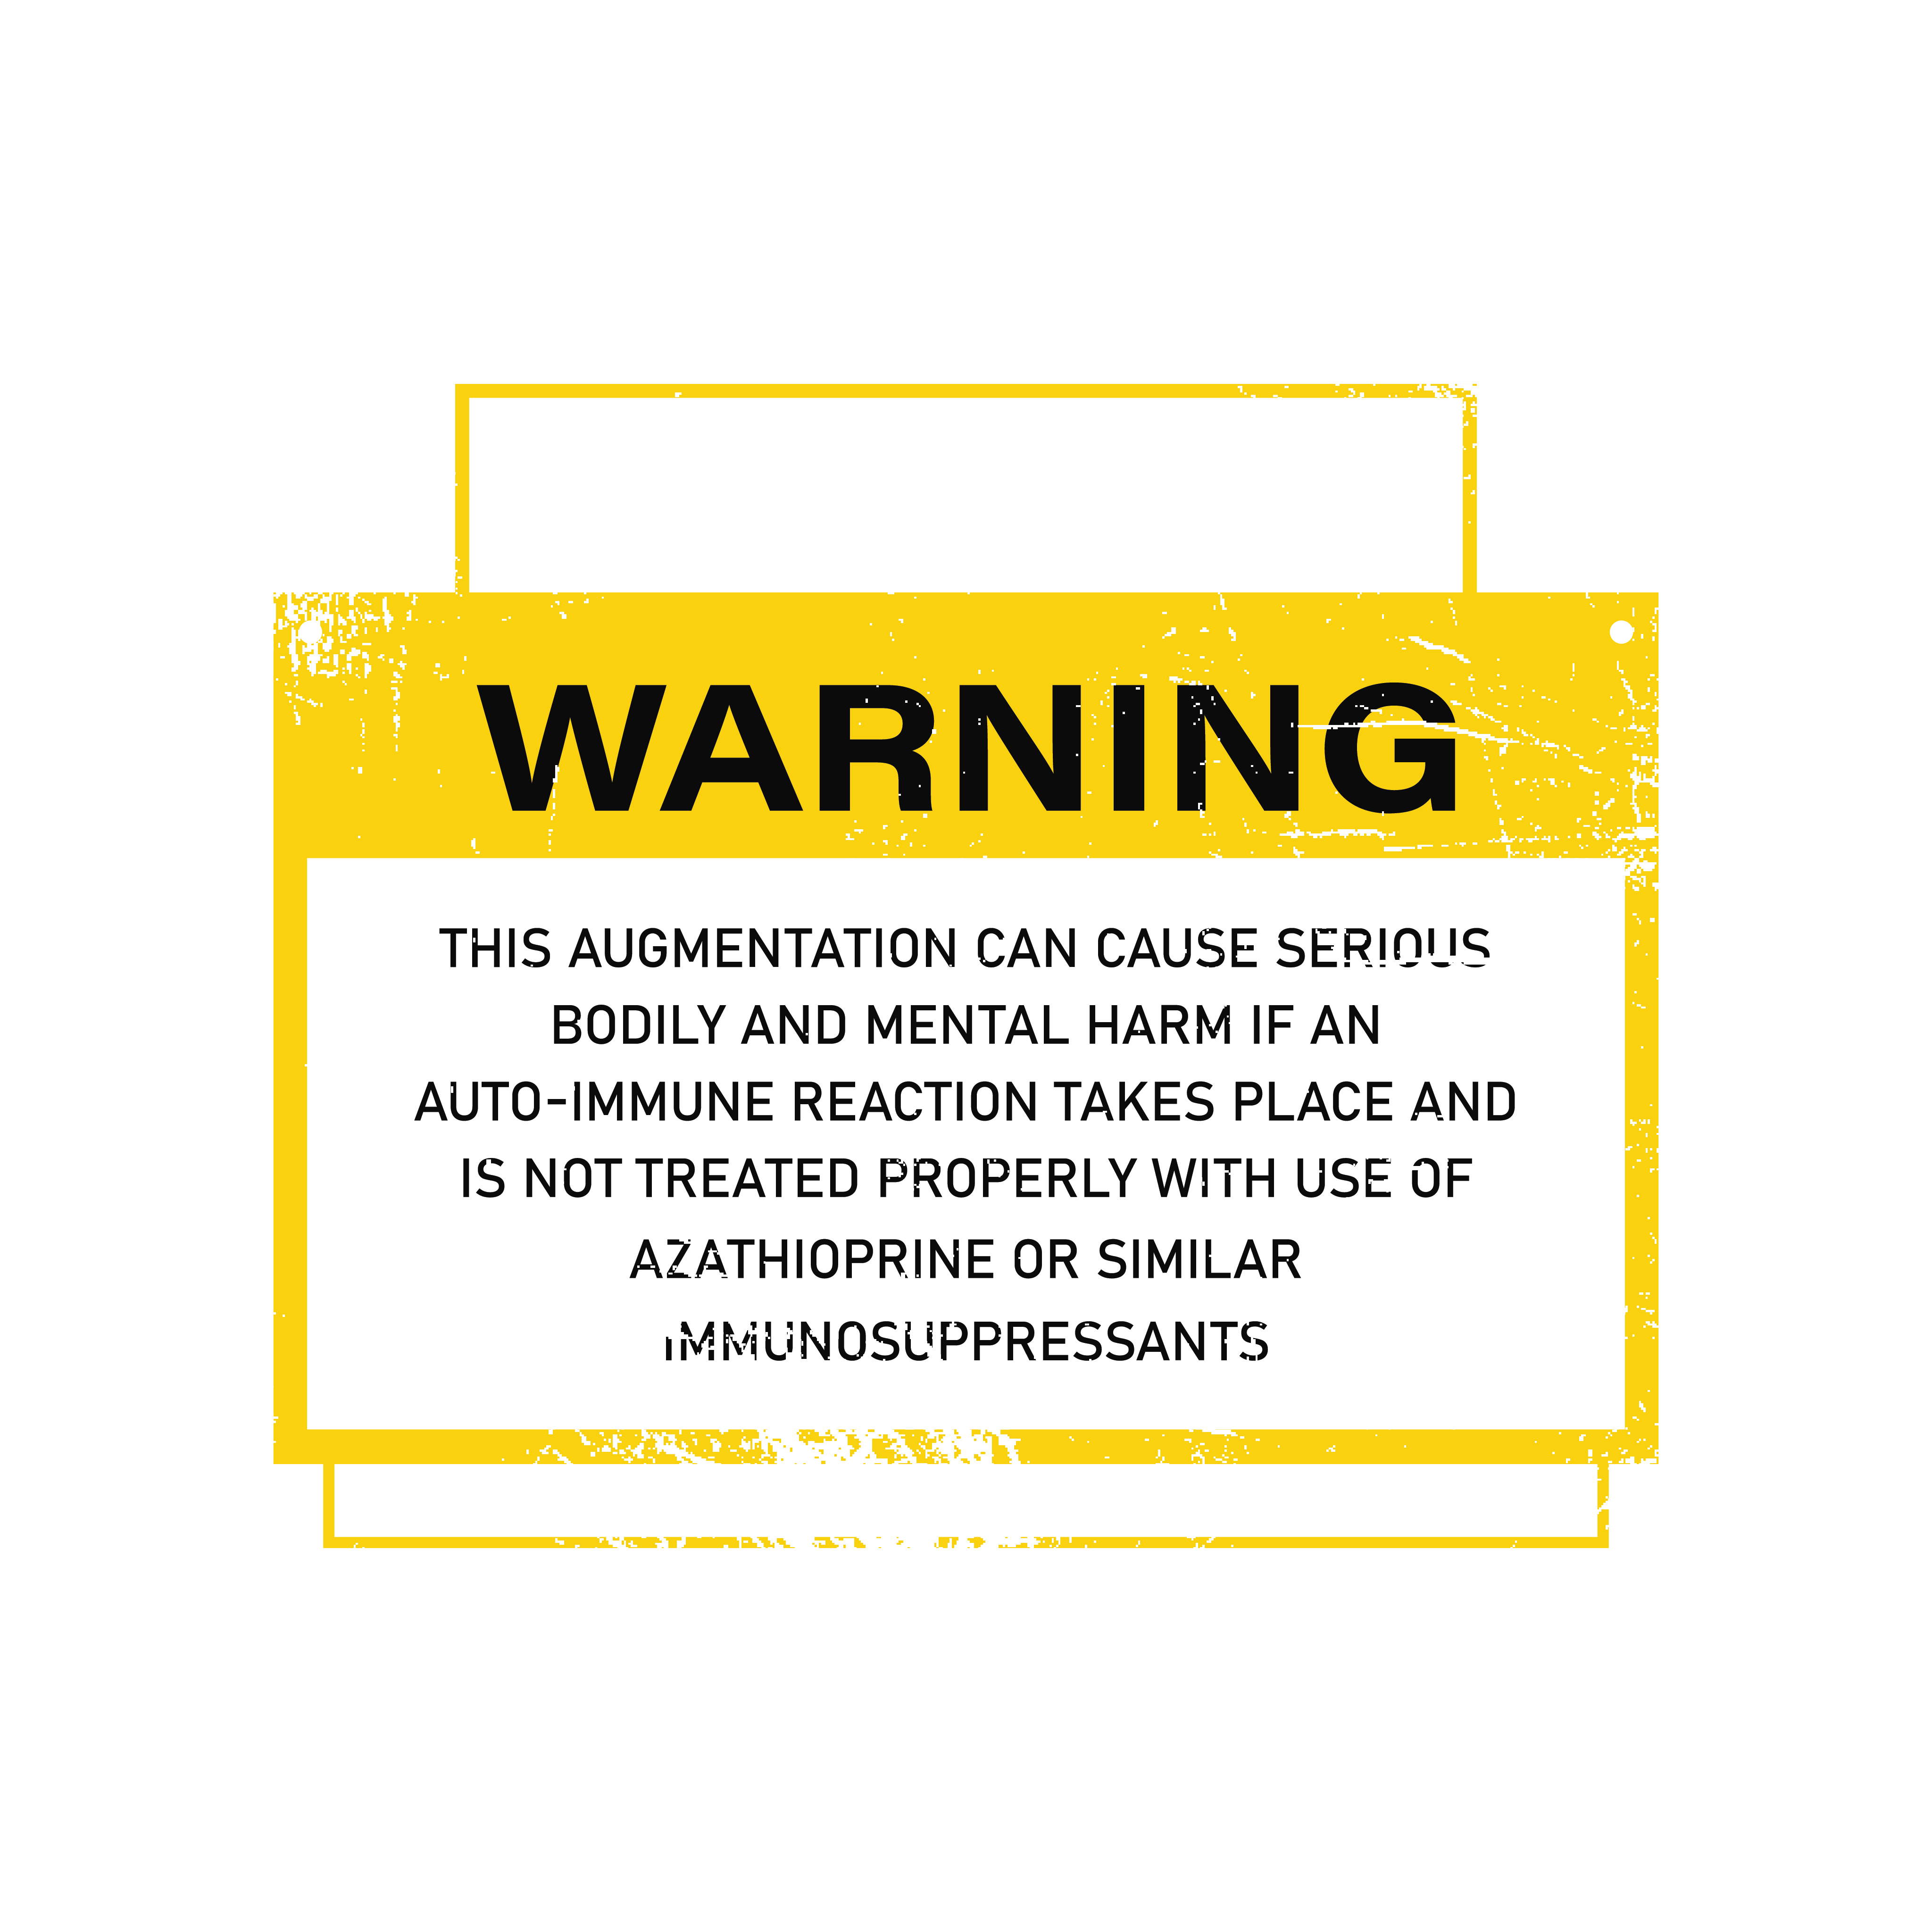 WARNING
THIS AUGMENTATION CAN CAUSE SERIOUS
BODILY AND MENTAL HARM IF AN
AUTO-IMMUNE REACTION TAKES PLACE AND
IS NOT TREATED PROPERLY WITH USE OF
AZATHIOPRINE OR SIMILAR
IMMUNOSUPPRESSANTS